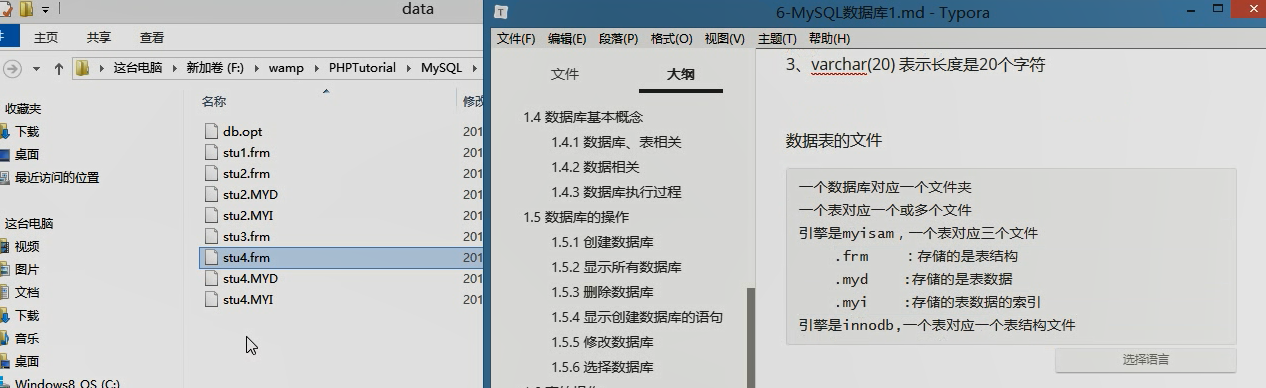 data
主页 共享 查看
这台电脑 新加卷 (F:) wamp PHPTutorial MySQL
收藏夹
下载
桌面
最近访问的位置
这台电脑
视频
图片
文档
下载
音乐
桌面
Windows8_OS (C:)
名称 修改
db.opt 201
stu1.frm 201
stu2.frm 201
stu2.MYD 201
stu2.MYI 201
stu3.frm 201
stu4.frm 201
stu4.MYD 201
stu4.MYI 201
6-MySQL数据库1.md - Typora
文件(F) 编辑(E) 段落(P) 格式(O) 视图(V) 主题(T) 帮助(H)
文件 大纲
1.4 数据库基本概念
1.4.1 数据库、表相关
1.4.2 数据相关
1.4.3 数据库执行过程
1.5 数据库的操作
1.5.1 创建数据库
1.5.2 显示所有数据库
1.5.3 删除数据库
1.5.4 显示创建数据库的语句
1.5.5 修改数据库
1.5.6 选择数据库
3、varchar(20) 表示长度是20个字符
数据表的文件
一个数据库对应一个文件夹
一个表对应一个或多个文件
引擎是myisam，一个表对应三个文件
.frm ：存储的是表结构
.myd :存储的是表数据
.myi :存储的表数据的索引
引擎是innodb,一个表对应一个表结构文件
选择语言